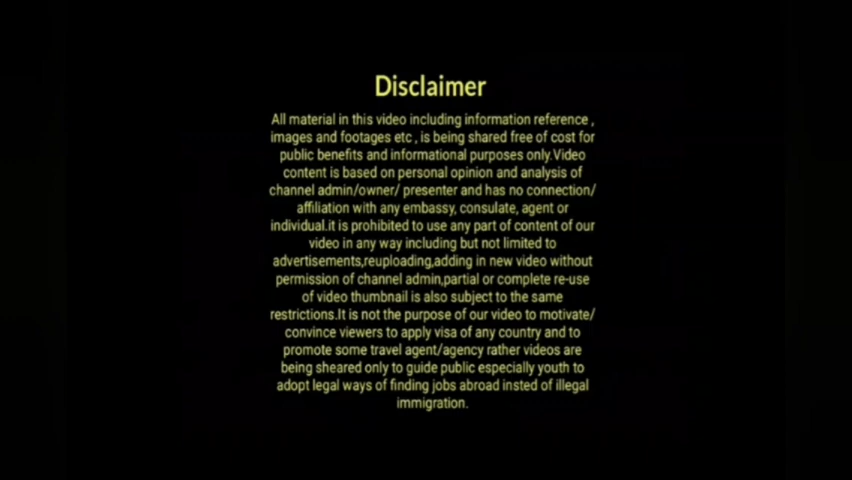 Disclaimer
All material in this video including information reference ,
images and footages etc , is being shared free of cost for
public benefits and informational purposes only.Video
content is based on personal opinion and analysis of
channel admin/owner/ presenter and has no connection/
affiliation with any embassy, consulate, agent or
individual.it is prohibited to use any part of content of our
video in any way including but not limited to
advertisements,reuploading,adding in new video without
permission of channel admin,partial or complete re-use
of video thumbnail is also subject to the same
restrictions.It is not the purpose of our video to motivate/
convince viewers to apply visa of any country and to
promote some travel agent/agency rather videos are
being sheared only to guide public especially youth to
adopt legal ways of finding jobs abroad insted of illegal
immigration.